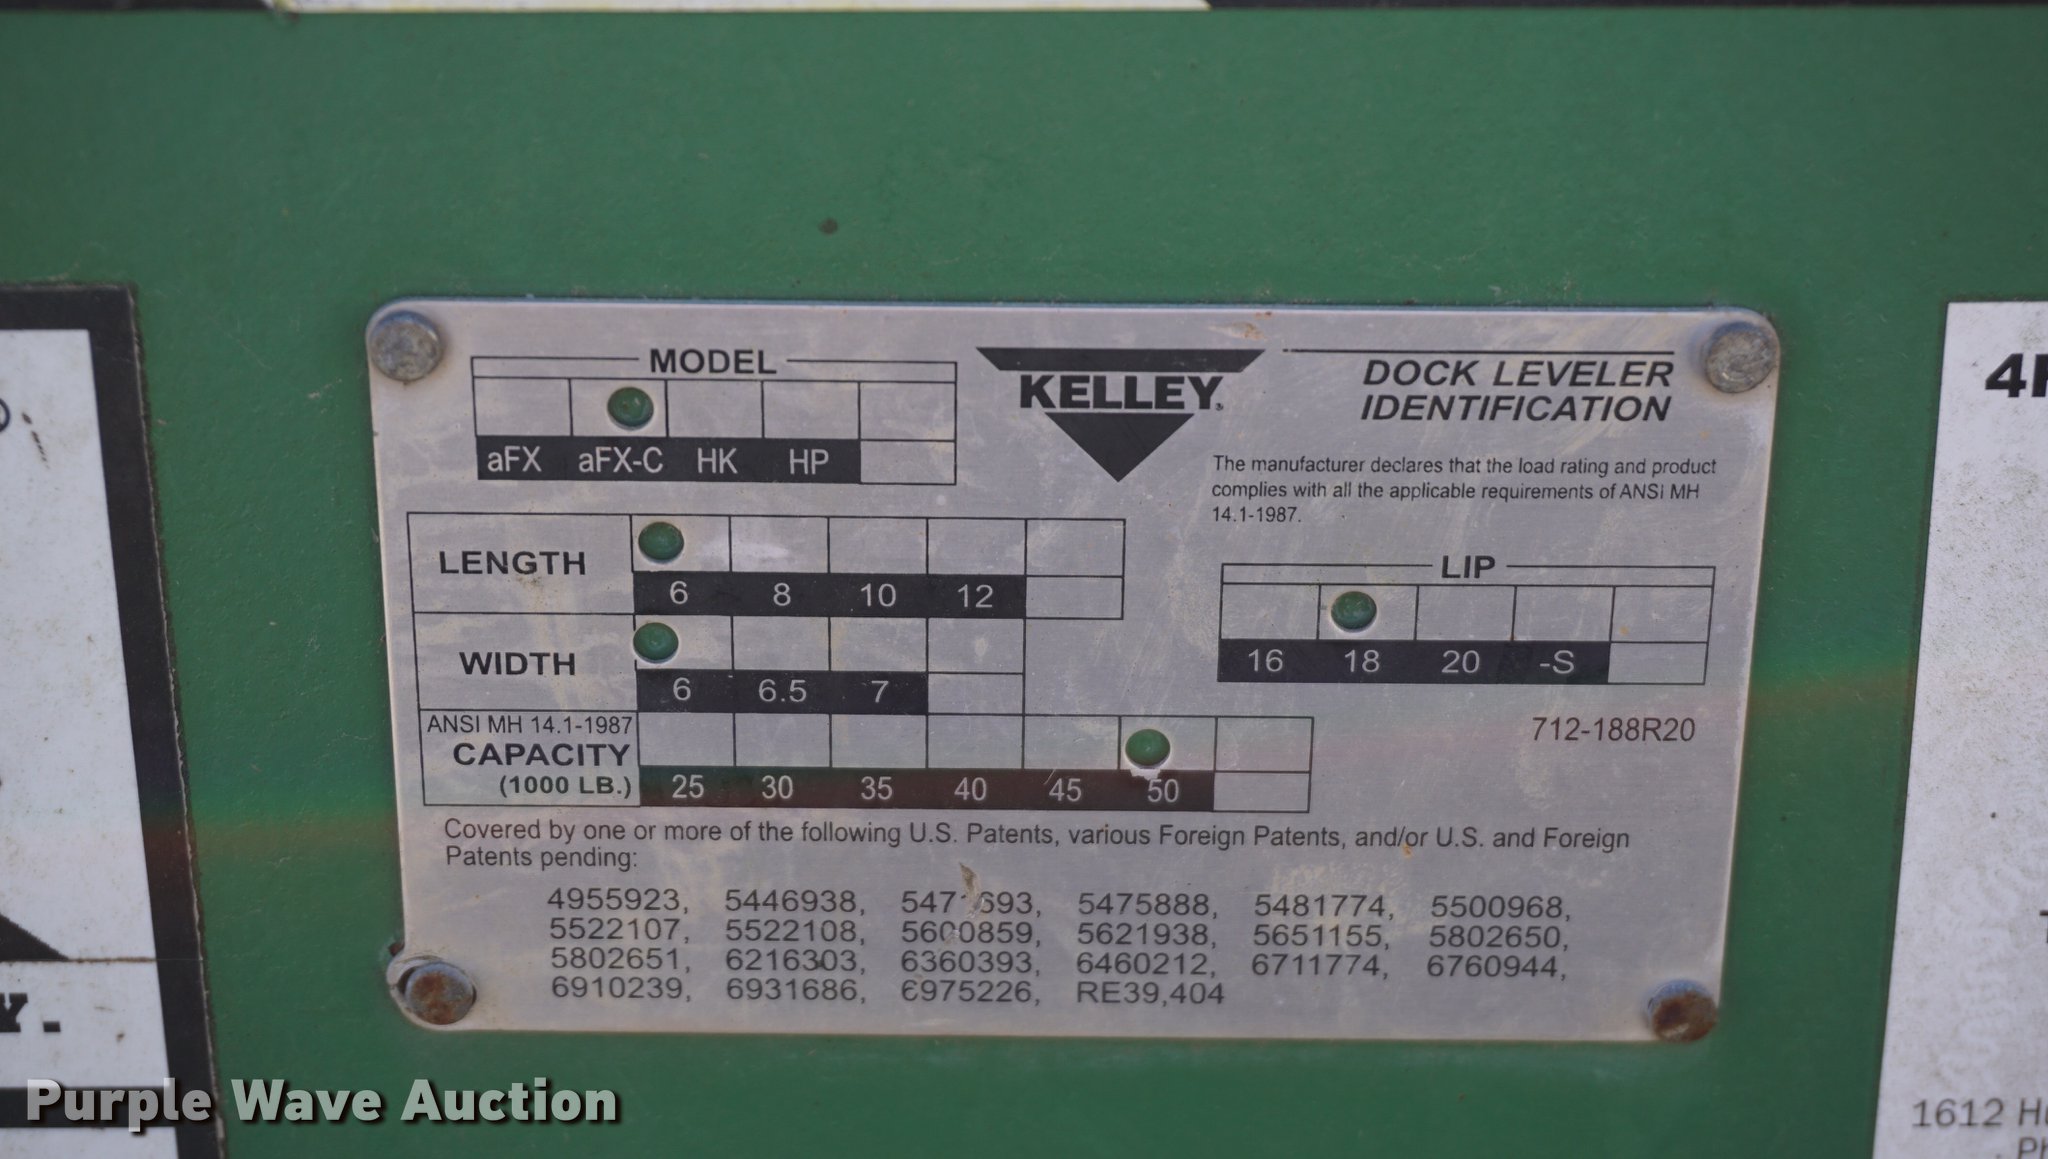 MODEL
aFX aFX-C HK HP
KELLEY
DOCK LEVELER
IDENTIFICATION
The manufacturer declares that the load rating and product
complies with all the applicable requirements of ANSI MH
14.1-1987.
LENGTH
6 8 10 12
WIDTH
6 6.5 7
LIP
16 18 20 -S
712-188R20
ANSI MH 14.1-1987
CAPACITY
(1000 LB.)
25 30 35 40 45 50
Covered by one or more of the following U.S. Patents, various Foreign Patents, and/or U.S. and Foreign
Patents pending:
4955923, 5446938, 5471693, 5475888, 5481774, 5500968,
5522107, 5522108, 5600859, 5621938, 5651155, 5802650,
5802651, 6216303, 6360393, 6460212, 6711774, 6760944,
6910239, 6931686, 6975226, RE39,404
1612
Purple Wave Auction